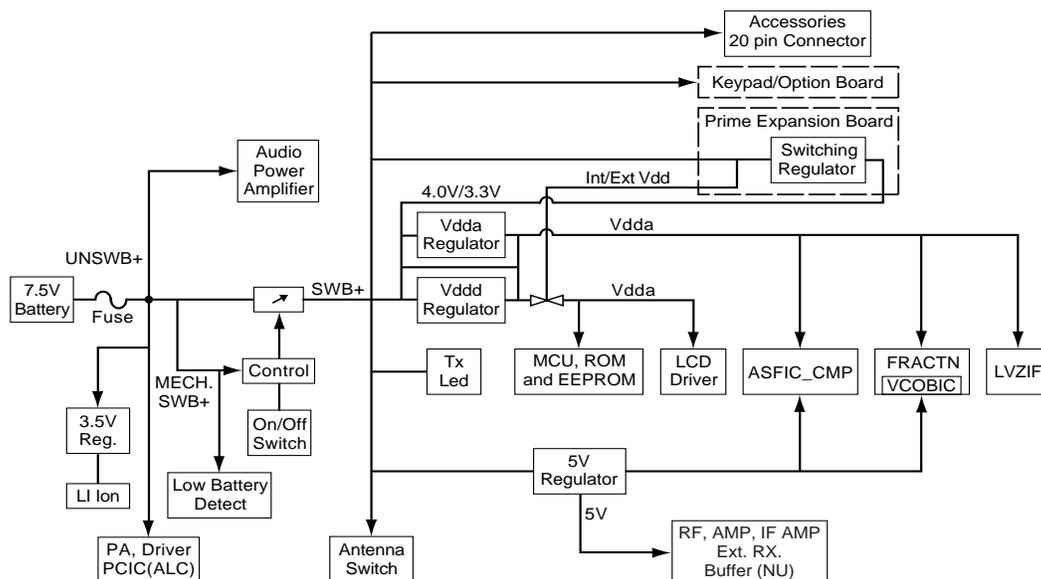 Accessories
20 pin Connector
Keypad/Option Board
Prime Expansion Board
Switching
Regulator
Audio
Power
Amplifier
Int/Ext Vdd
4.0V/3.3V
Vdda
Regulator
Vdda
UNSWB+
7.5V
Battery
Fuse
SWB+
Vddd
Regulator
Vdda
MECH.
SWB+
Control
Tx
Led
MCU, ROM
and EEPROM
LCD
Driver
ASFIC_CMP
FRACTN
VCOBIC
LVZIF
3.5V
Reg.
On/Off
Switch
LI Ion
Low Battery
Detect
5V
Regulator
5V
PA, Driver
PCIC(ALC)
Antenna
Switch
RF, AMP, IF AMP
Ext. RX.
Buffer (NU)